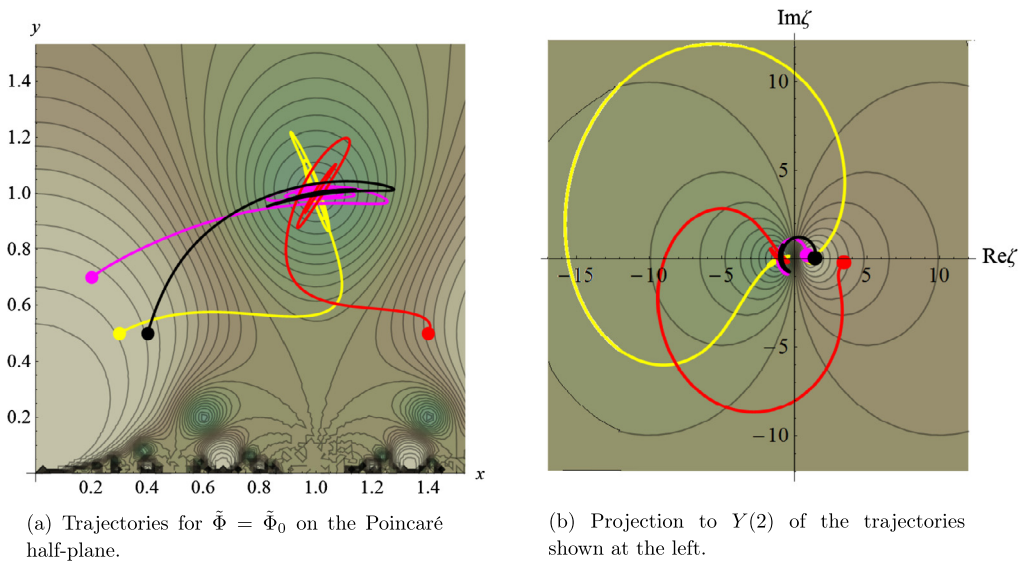 y
1.4
1.2
1.0
0.8
0.6
0.4
0.2
0.2 0.4 0.6 0.8 1.0 1.2 1.4
x
(a) Trajectories for Φ̃ = Φ̃₀ on the Poincaré
half-plane.
Imζ
10
5
−15 −10 −5 5 10
Reζ
−5
−10
(b) Projection to Y(2) of the trajectories
shown at the left.